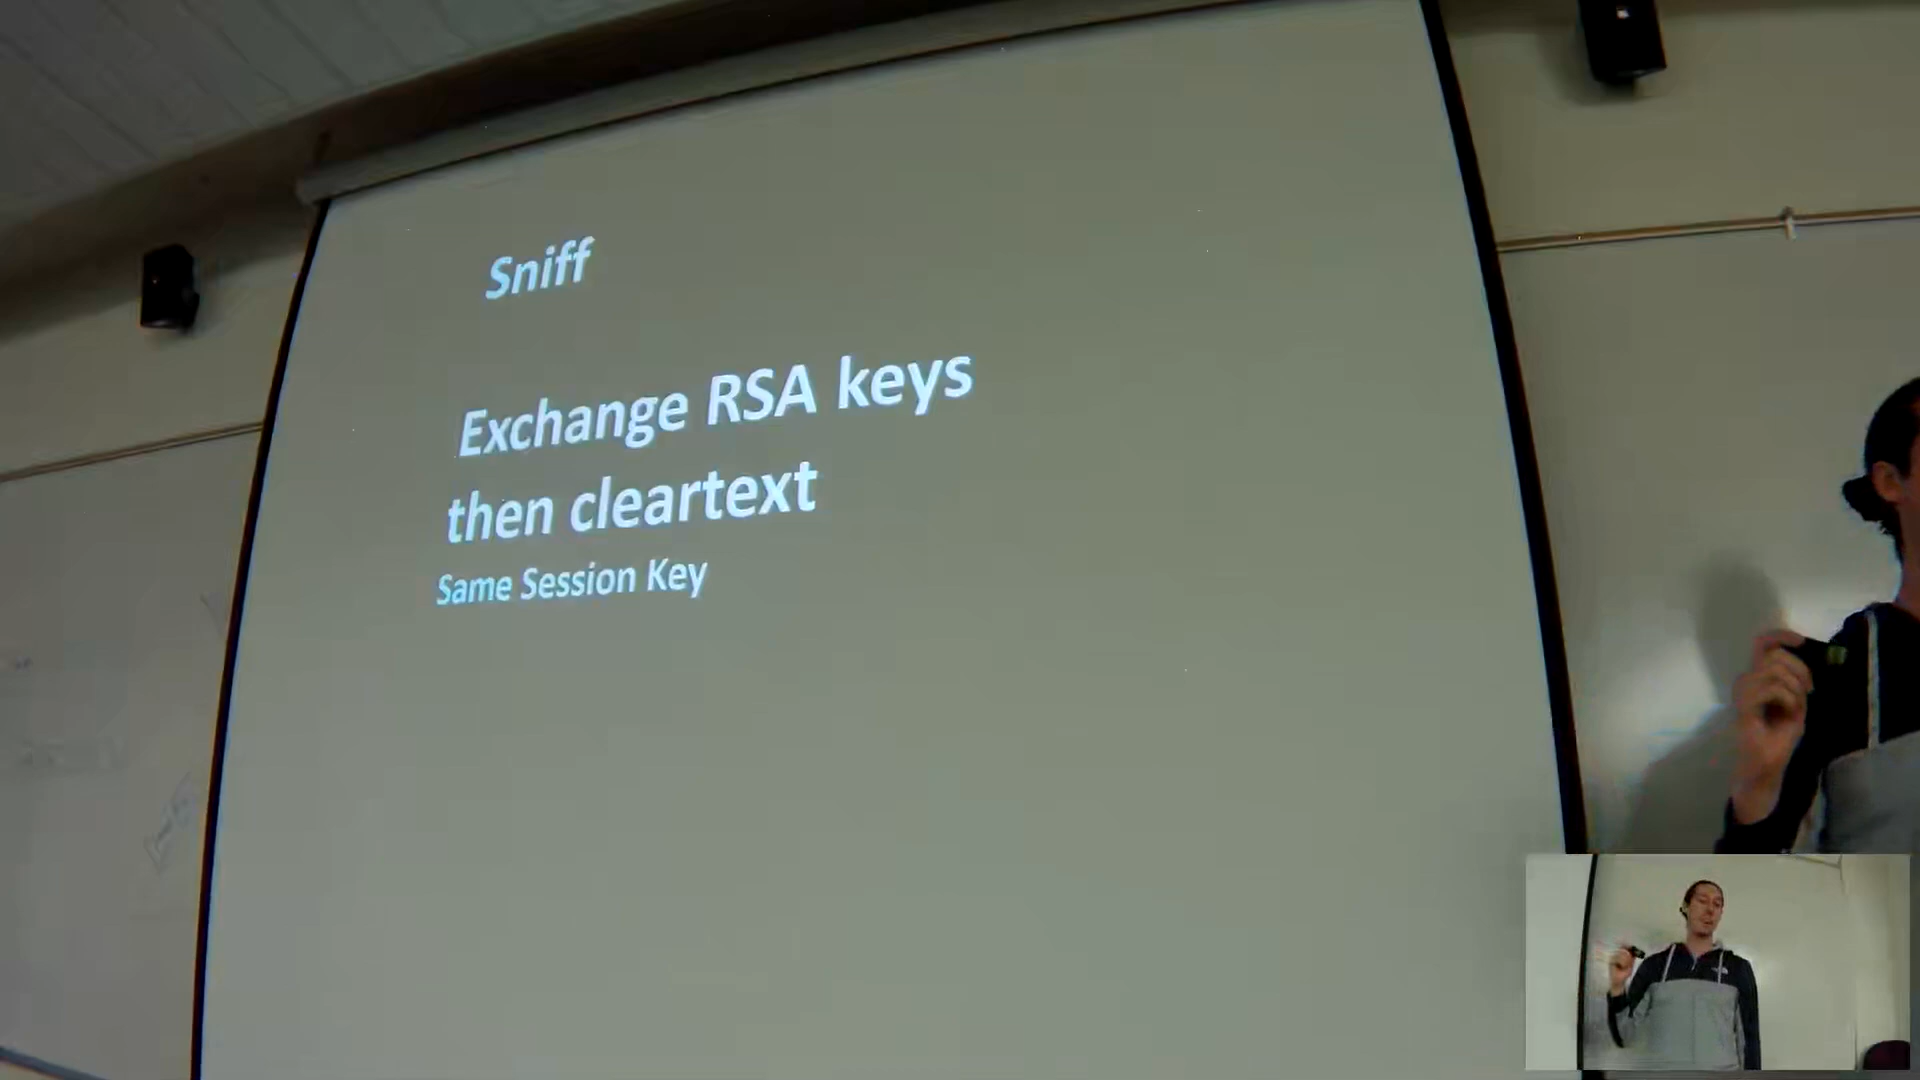 Sniff
Exchange RSA keys
then cleartext
Same Session Key